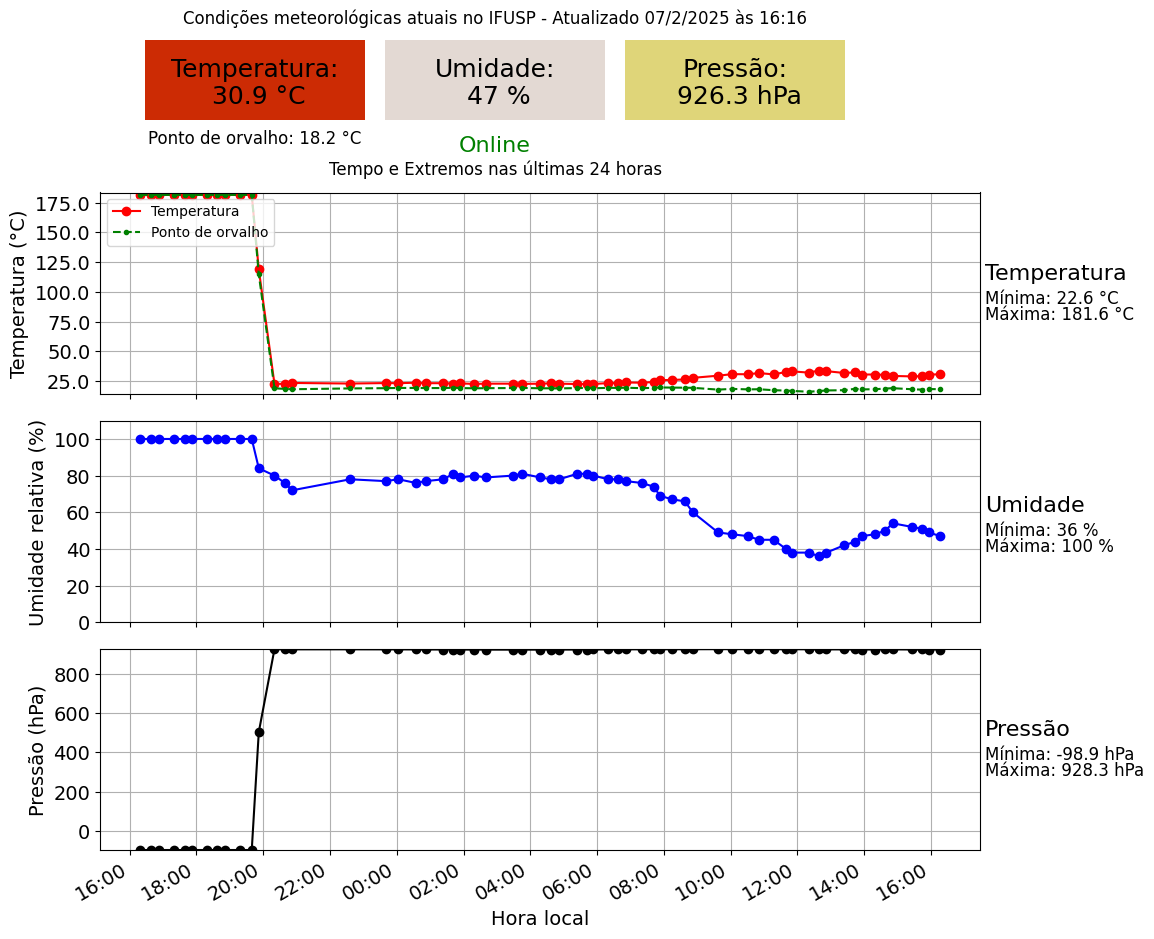 Condições meteorológicas atuais no IFUSP - Atualizado 07/2/2025 às 16:16
Temperatura:
30.9 °C
Umidade:
47 %
Pressão:
926.3 hPa
Ponto de orvalho: 18.2 °C
Online
Tempo e Extremos nas últimas 24 horas
Temperatura (°C)
175.0
150.0
125.0
100.0
75.0
50.0
25.0
Temperatura
Ponto de orvalho
Temperatura
Mínima: 22.6 °C
Máxima: 181.6 °C
Umidade relativa (%)
100
80
60
40
20
0
Umidade
Mínima: 36 %
Máxima: 100 %
Pressão (hPa)
800
600
400
200
0
Pressão
Mínima: -98.9 hPa
Máxima: 928.3 hPa
16:00
18:00
20:00
22:00
00:00
02:00
04:00
06:00
08:00
10:00
12:00
14:00
16:00
Hora local